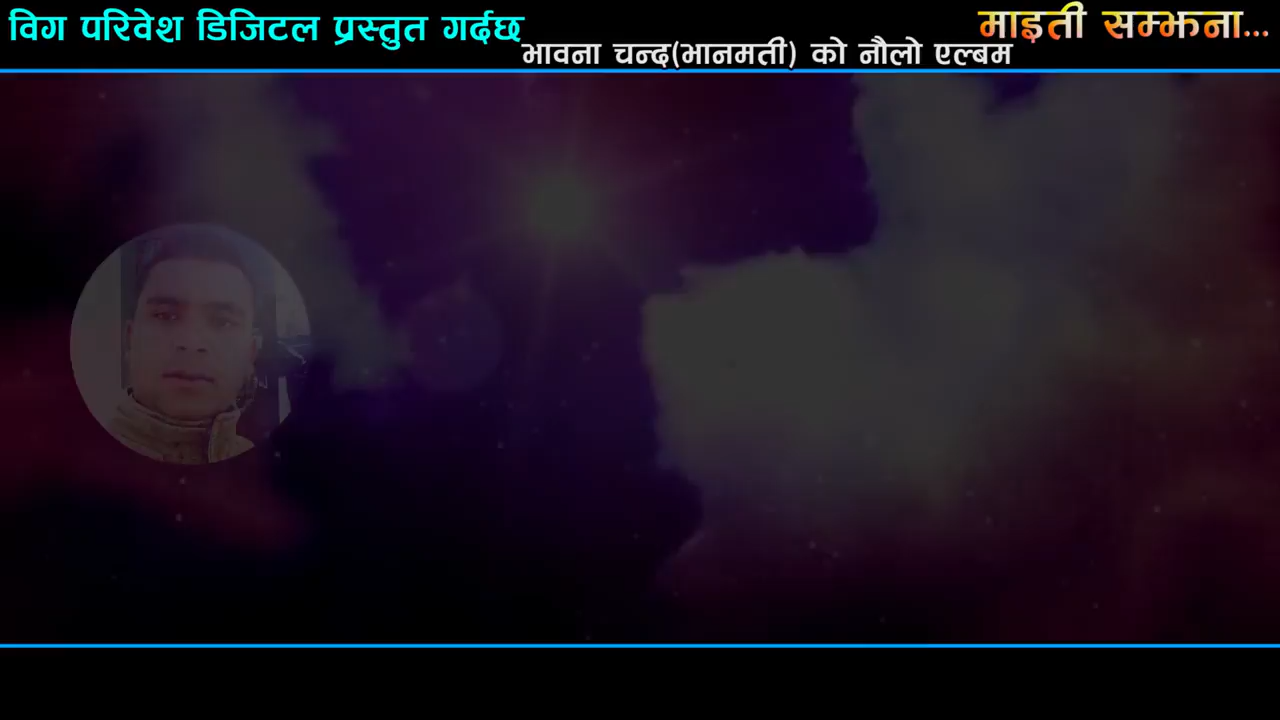 विग परिवेश डिजिटल प्रस्तुत गर्दछ
माइती सम्झना...
भावना चन्द(भानमती) को नौलो एल्बम